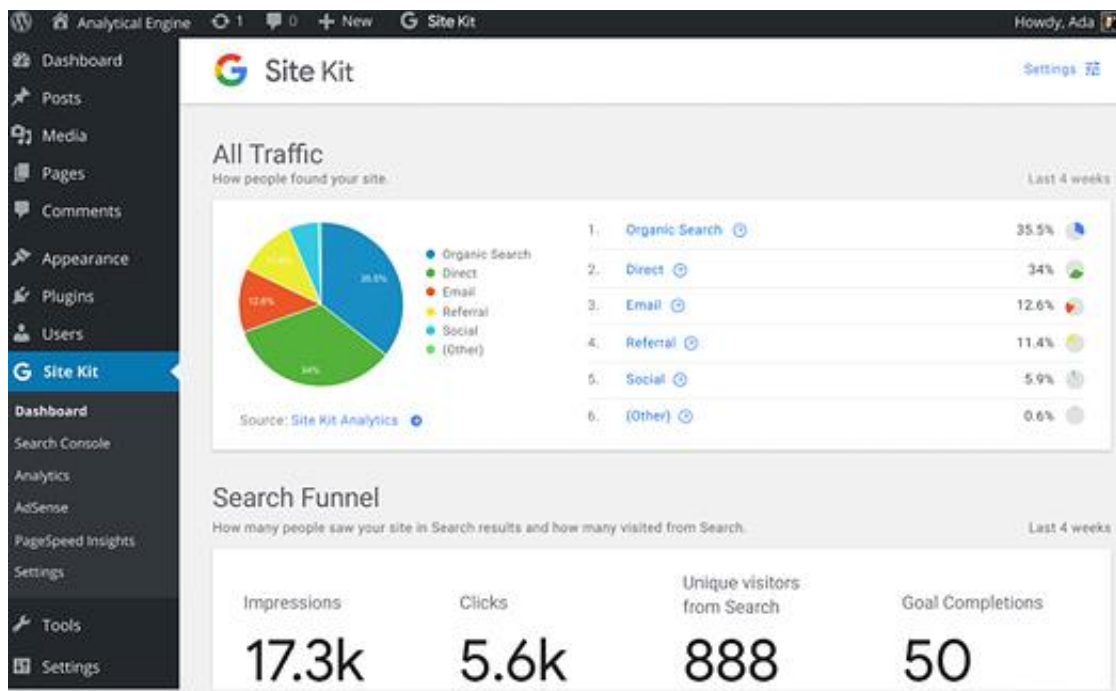 Analytical Engine 1 0 New Site Kit Howdy, Ada
Dashboard
Posts
Media
Pages
Comments
Appearance
Plugins
Users
Site Kit
Dashboard
Search Console
Analytics
AdSense
PageSpeed Insights
Settings
Tools
Settings
Site Kit
Settings
All Traffic
How people found your site.
Last 4 weeks
35.5%
34%
12.6%
Organic Search
Direct
Email
Referral
Social
(Other)
Source: Site Kit Analytics
1. Organic Search 35.5%
2. Direct 34%
3. Email 12.6%
4. Referral 11.4%
5. Social 5.9%
6. (Other) 0.6%
Search Funnel
How many people saw your site in Search results and how many visited from Search.
Last 4 weeks
Impressions
17.3k
Clicks
5.6k
Unique visitors
from Search
888
Goal Completions
50